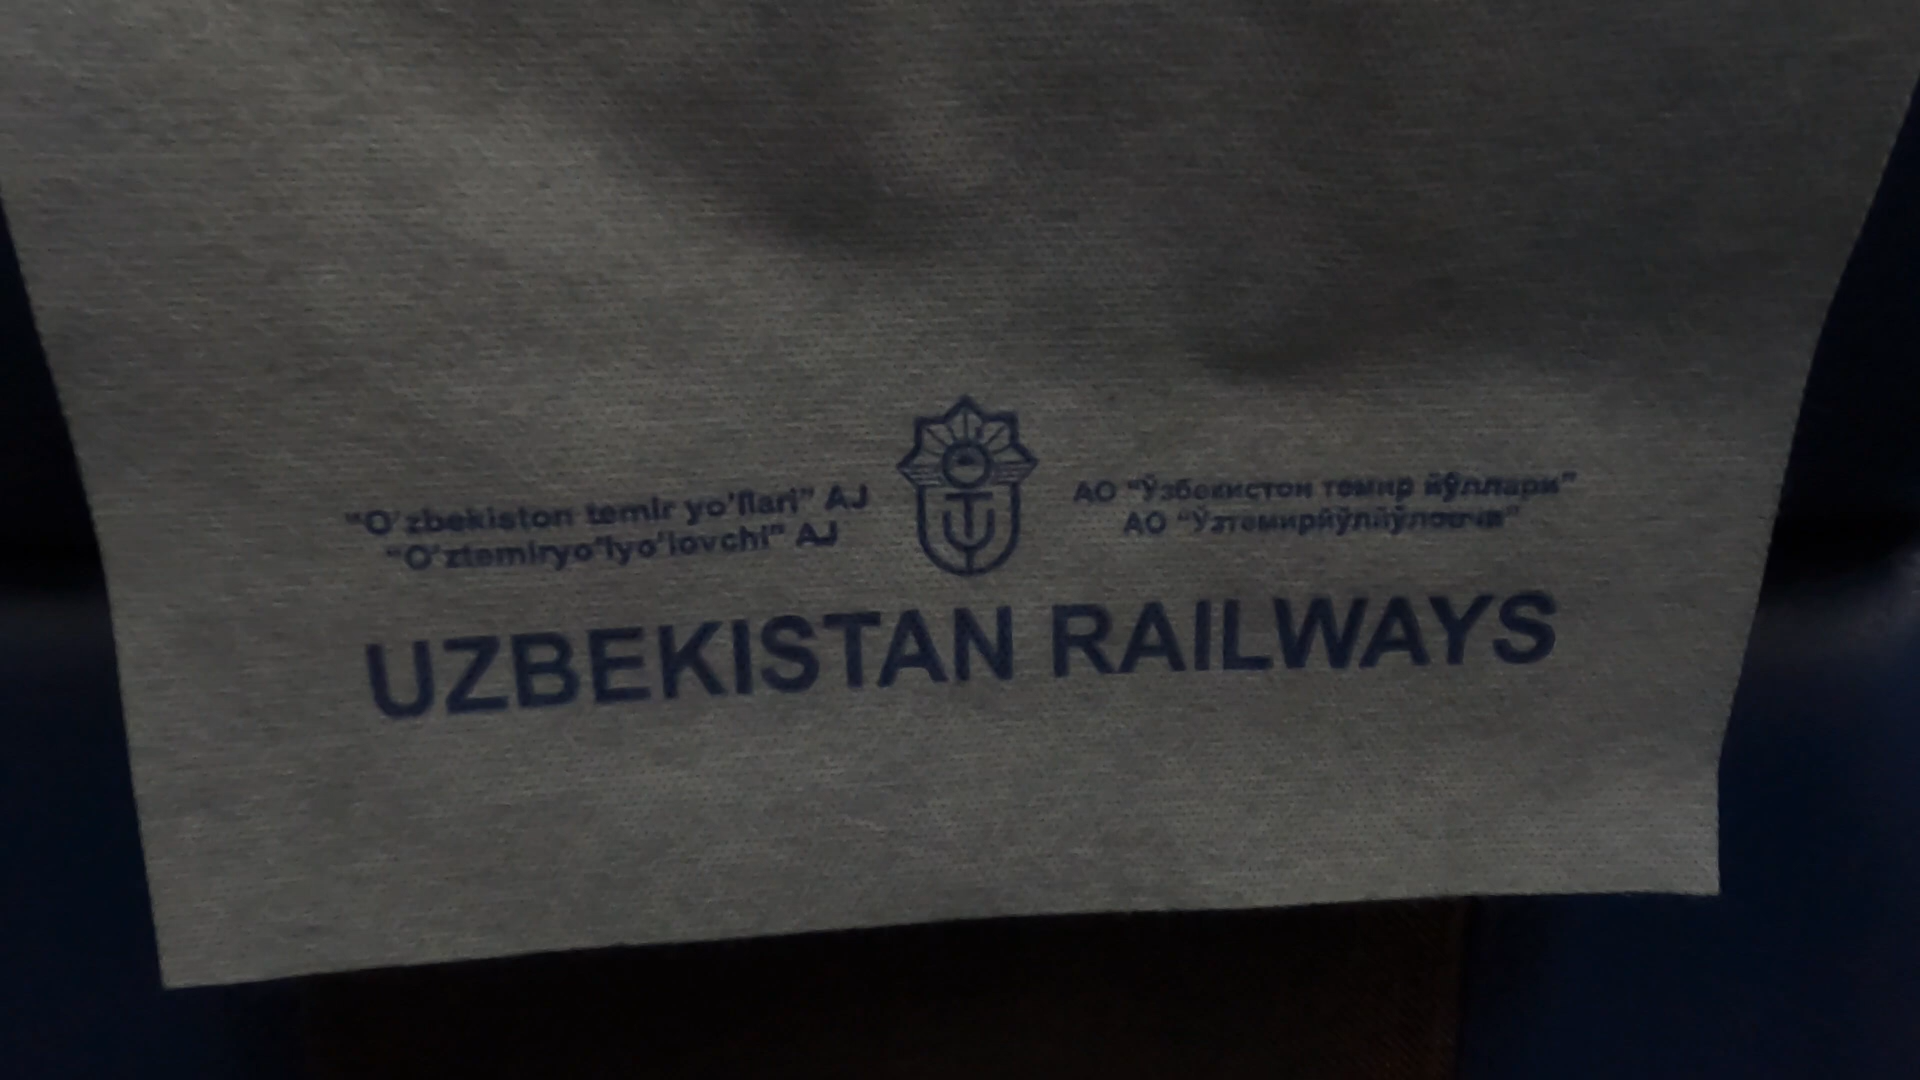 "O'zbekiston temir yo'llari" AJ
"O'ztemiryo'lyo'lovchi" AJ
АО "Ўзбекистон темир йўллари"
АО "Ўзтемирйўлйўловчи"
UZBEKISTAN RAILWAYS